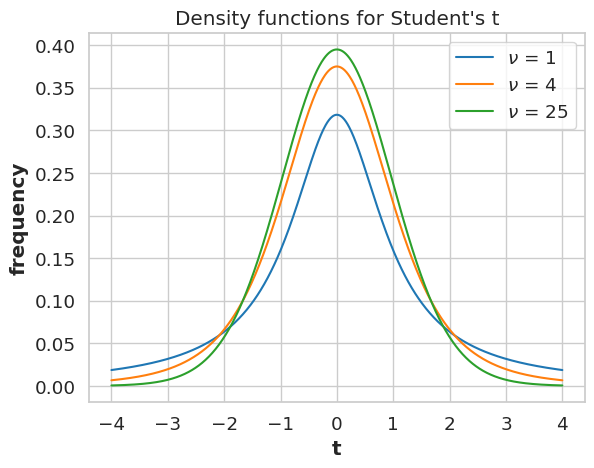 Density functions for Student's t
ν = 1
ν = 4
ν = 25
0.40
0.35
0.30
0.25
0.20
0.15
0.10
0.05
0.00
frequency
−4 −3 −2 −1 0 1 2 3 4
t